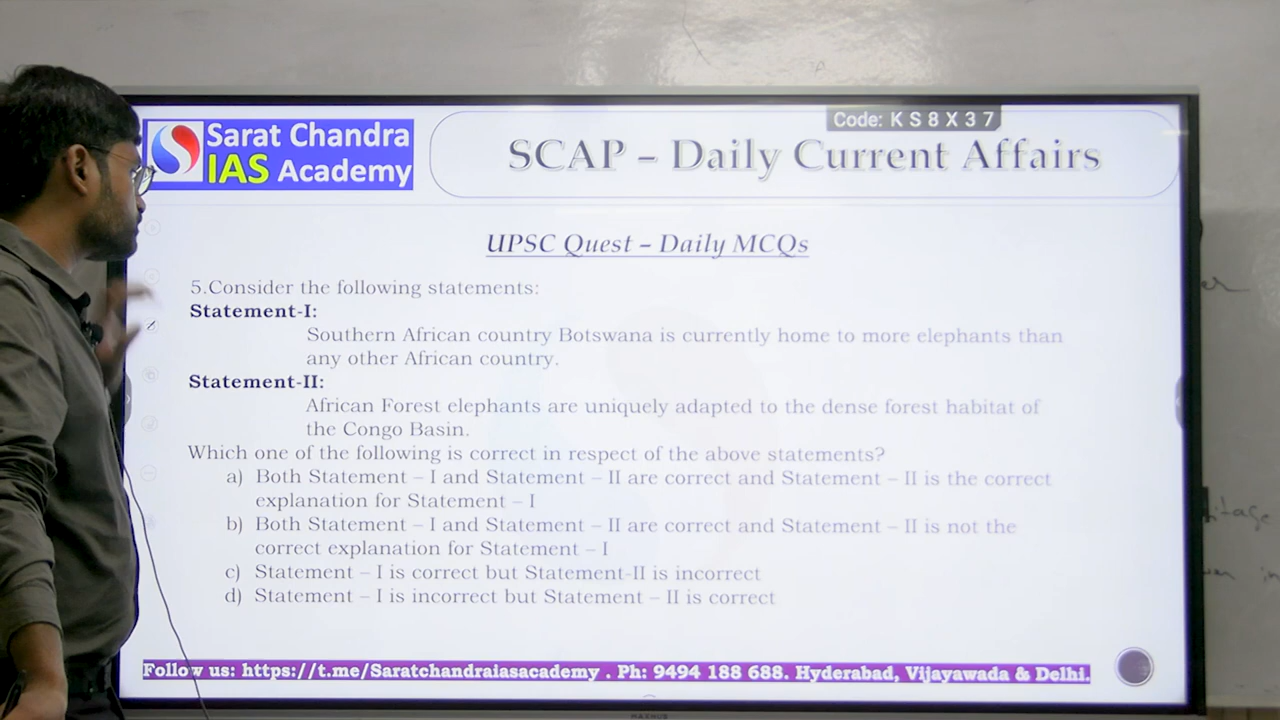 Code: K S 8 X 3 7
Sarat Chandra
IAS Academy
SCAP – Daily Current Affairs
UPSC Quest – Daily MCQs
5.Consider the following statements:
Statement-I:
Southern African country Botswana is currently home to more elephants than
any other African country.
Statement-II:
African Forest elephants are uniquely adapted to the dense forest habitat of
the Congo Basin.
Which one of the following is correct in respect of the above statements?
a) Both Statement – I and Statement – II are correct and Statement – II is the correct
explanation for Statement – I
b) Both Statement – I and Statement – II are correct and Statement – II is not the
correct explanation for Statement – I
c) Statement – I is correct but Statement-II is incorrect
d) Statement – I is incorrect but Statement – II is correct
Follow us: https://t.me/Saratchandraiasacademy . Ph: 9494 188 688. Hyderabad, Vijayawada & Delhi.